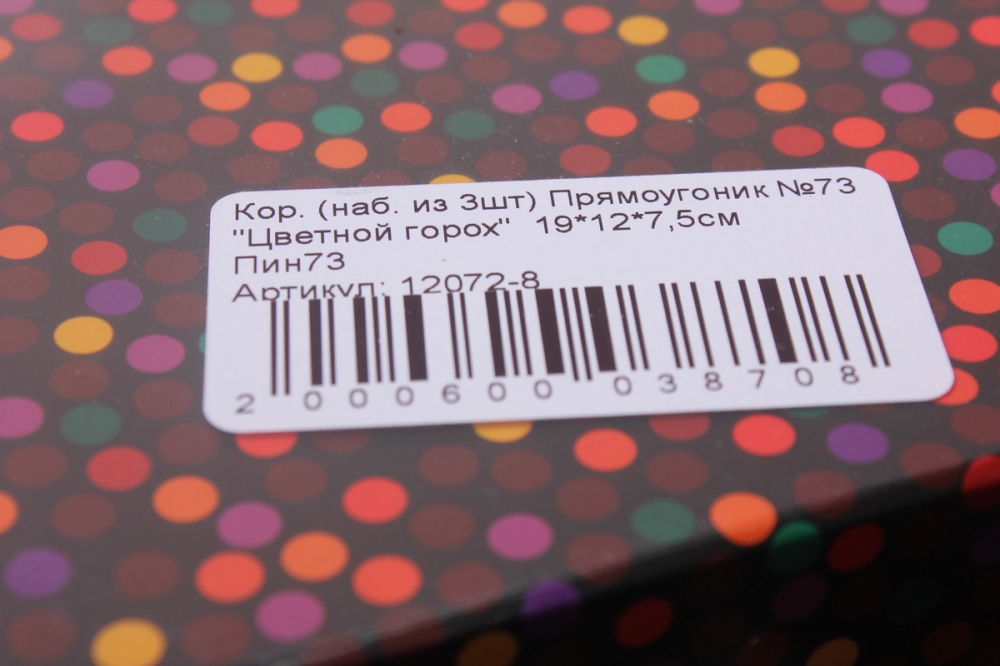 Кор. (наб. из 3шт) Прямоугоник №73
"Цветной горох" 19*12*7,5см
Пин73
Артикул: 12072-8
2 000600 038708